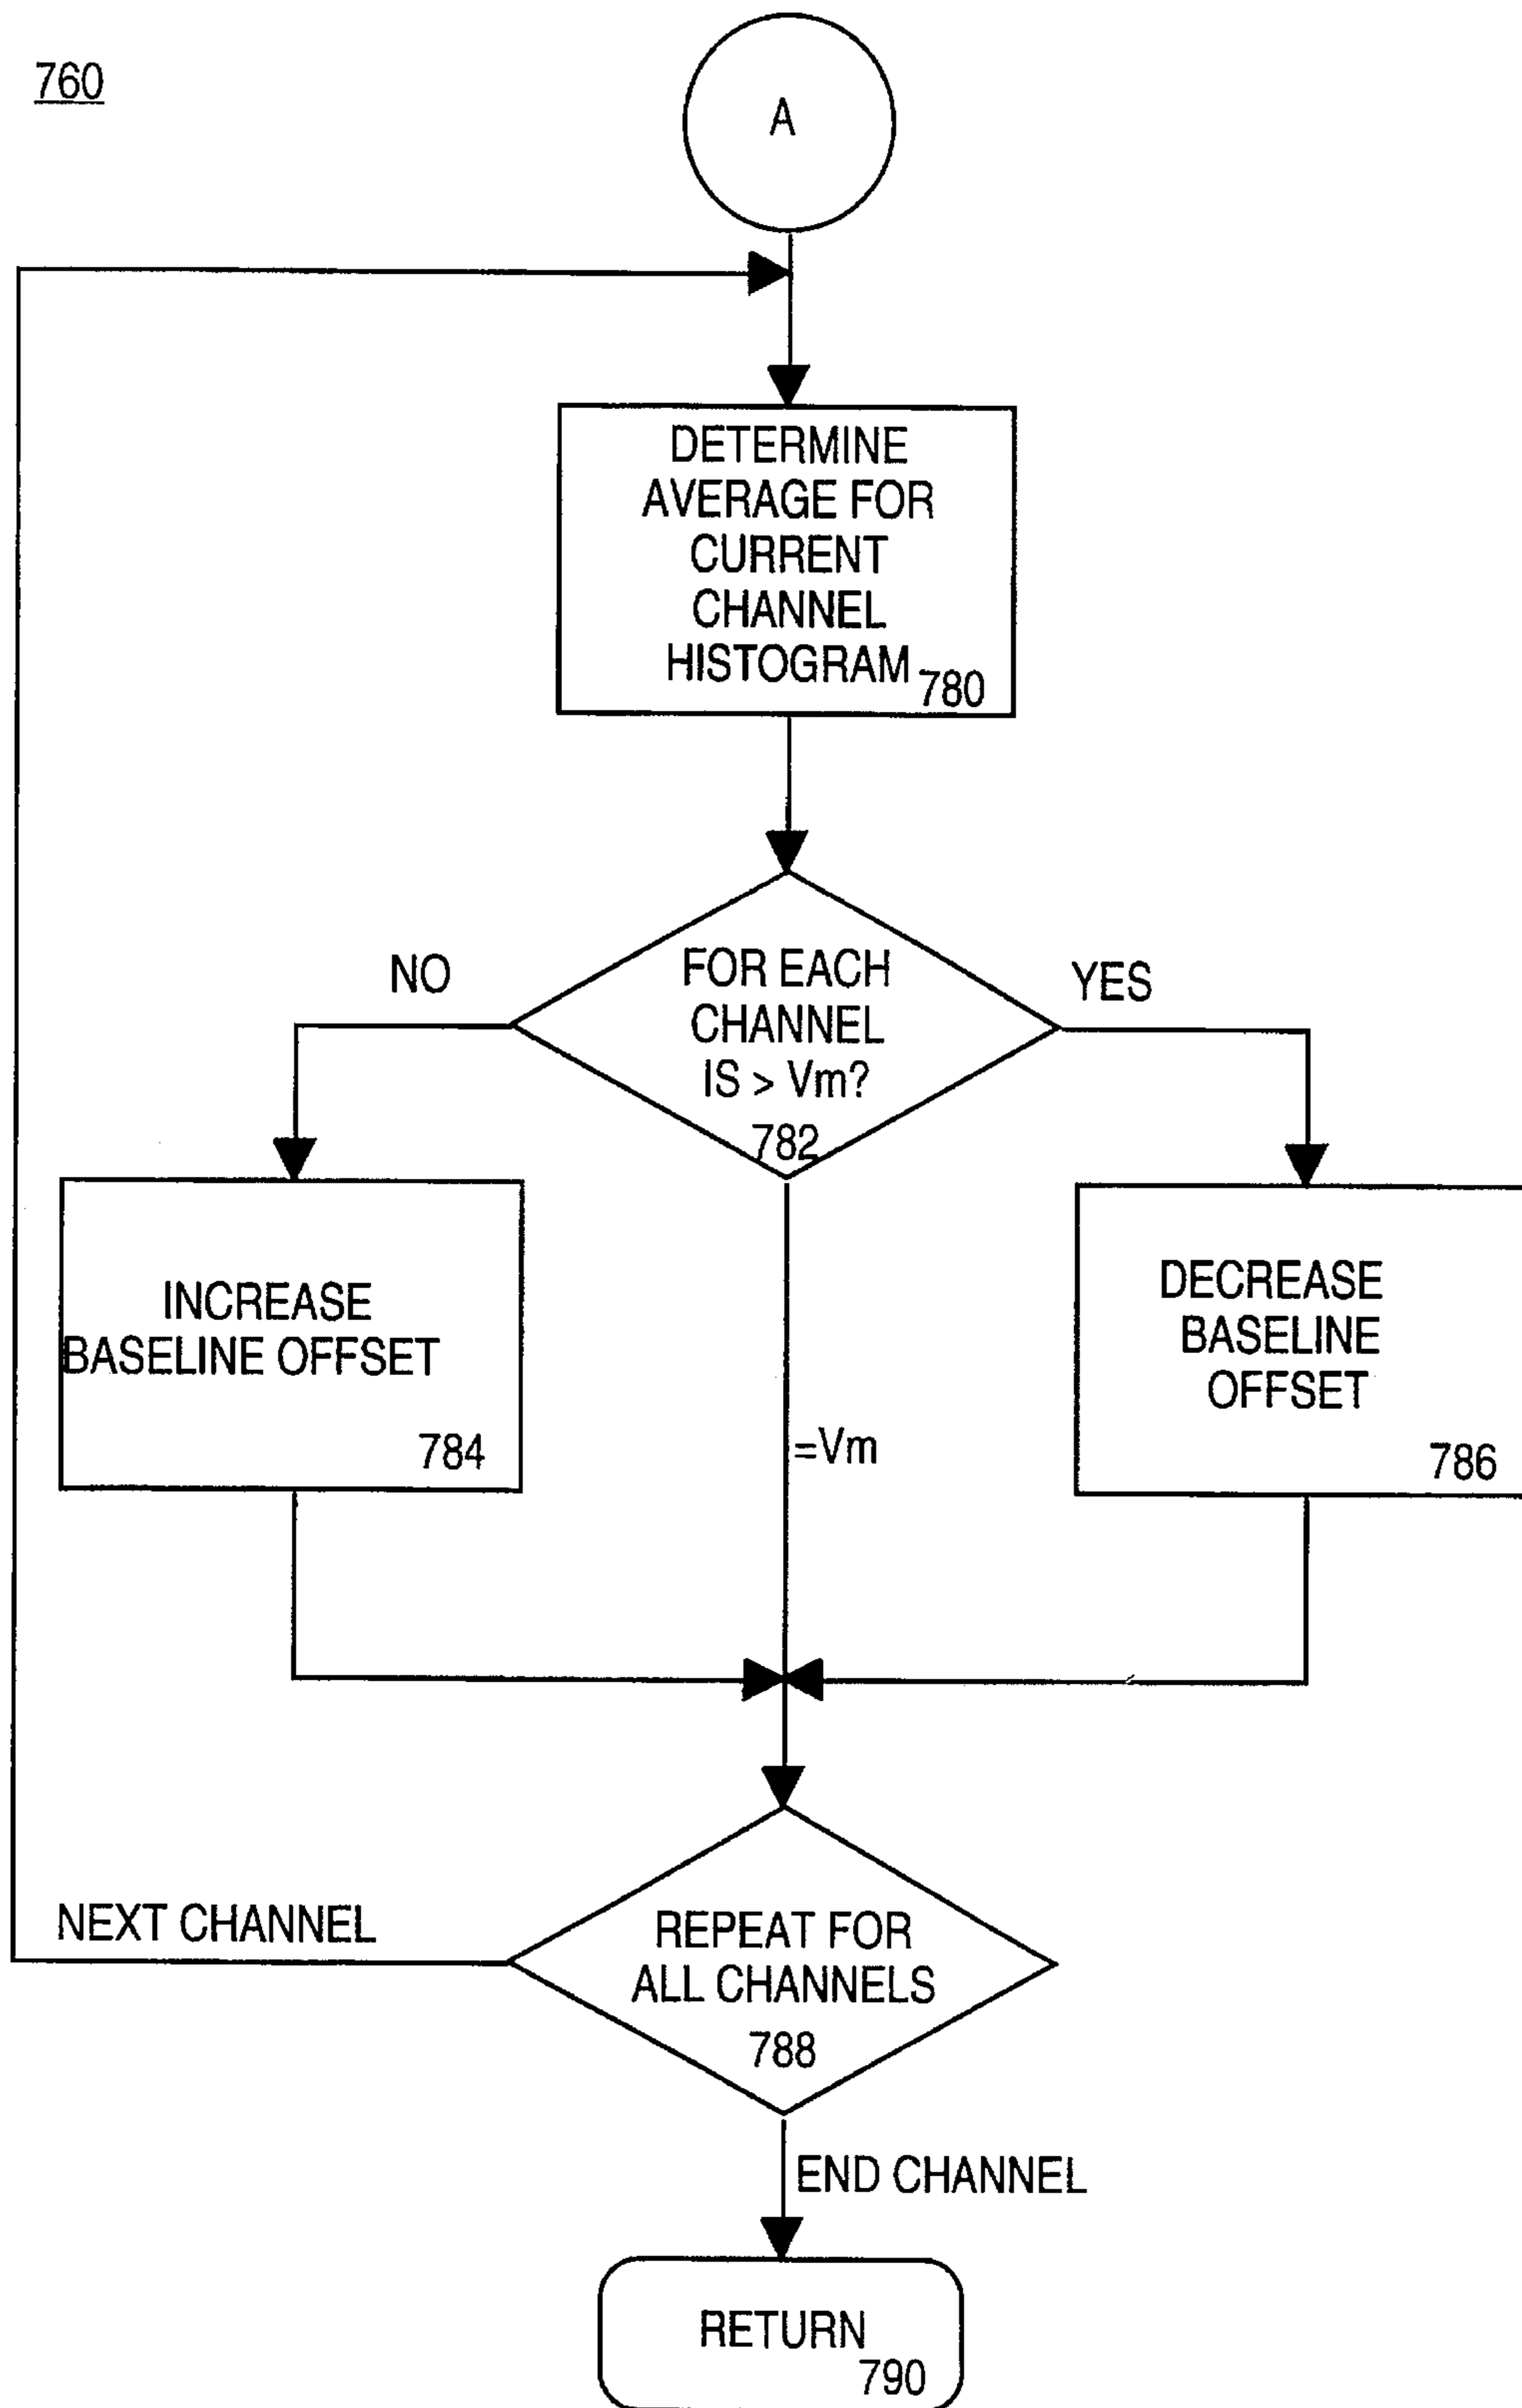 760
A
DETERMINE
AVERAGE FOR
CURRENT
CHANNEL
HISTOGRAM
780
NO
FOR EACH
CHANNEL
IS > Vm?
782
YES
INCREASE
BASELINE OFFSET
784
=Vm
DECREASE
BASELINE
OFFSET
786
NEXT CHANNEL
REPEAT FOR
ALL CHANNELS
788
END CHANNEL
RETURN
790